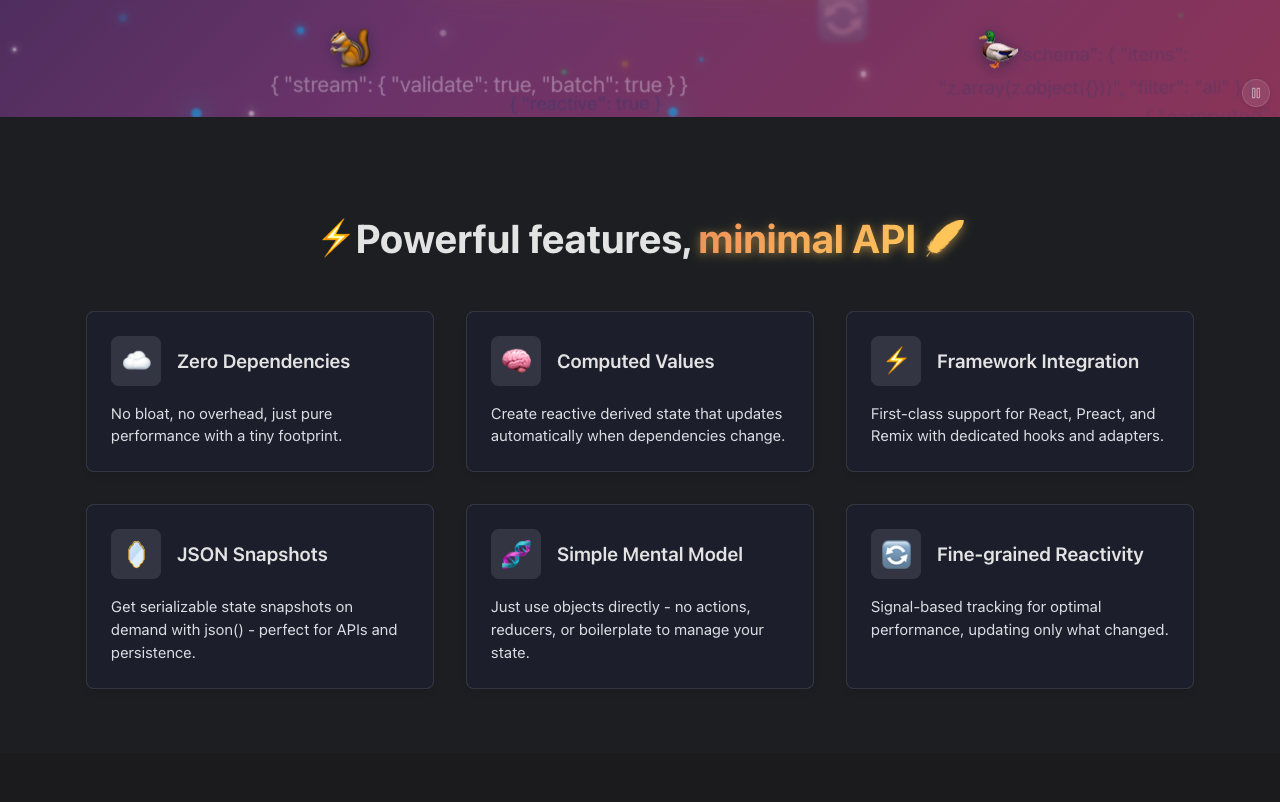 "schema": { "items":
{ "stream": { "validate": true, "batch": true } }
"z.array(z.object({}))", "filter": "all" }
{ "reactive": true }
⚡Powerful features, minimal API 🪶
Zero Dependencies
No bloat, no overhead, just pure
performance with a tiny footprint.
Computed Values
Create reactive derived state that updates
automatically when dependencies change.
Framework Integration
First-class support for React, Preact, and
Remix with dedicated hooks and adapters.
JSON Snapshots
Get serializable state snapshots on
demand with json() - perfect for APIs and
persistence.
Simple Mental Model
Just use objects directly - no actions,
reducers, or boilerplate to manage your
state.
Fine-grained Reactivity
Signal-based tracking for optimal
performance, updating only what changed.